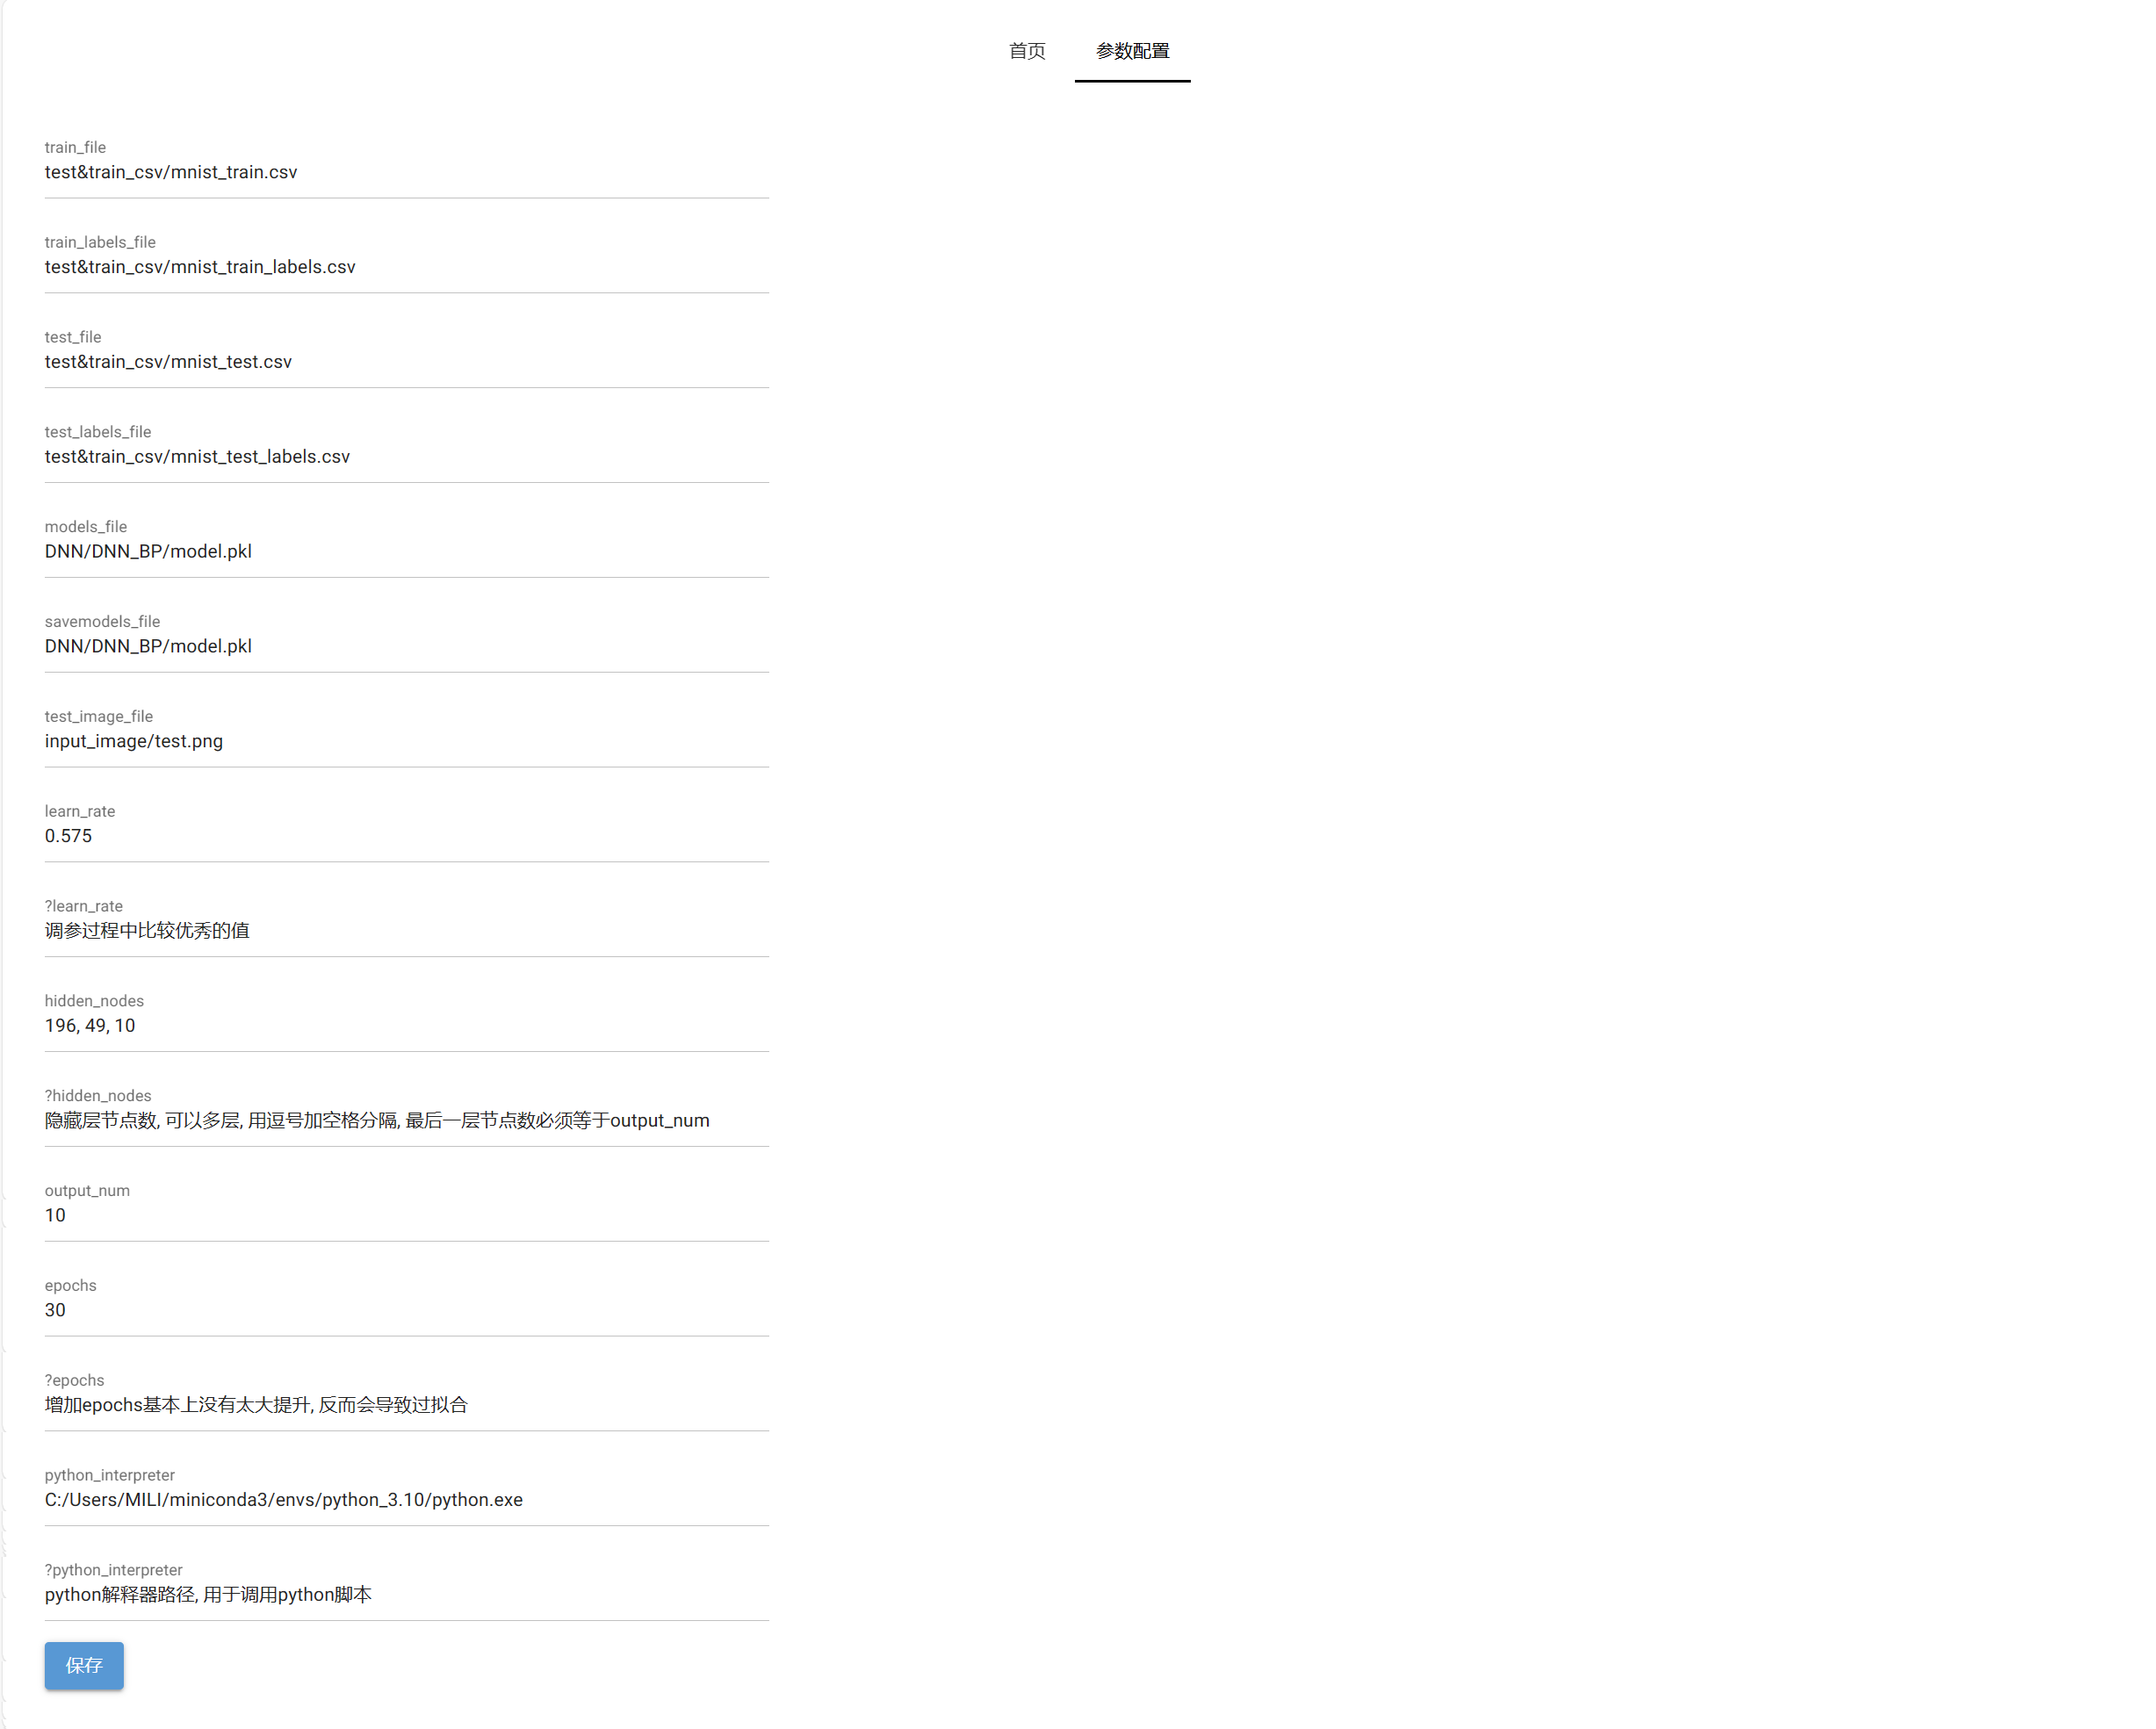 首页 参数配置
train_file
test&train_csv/mnist_train.csv
train_labels_file
test&train_csv/mnist_train_labels.csv
test_file
test&train_csv/mnist_test.csv
test_labels_file
test&train_csv/mnist_test_labels.csv
models_file
DNN/DNN_BP/model.pkl
savemodels_file
DNN/DNN_BP/model.pkl
test_image_file
input_image/test.png
learn_rate
0.575
?learn_rate
调参过程中比较优秀的值
hidden_nodes
196, 49, 10
?hidden_nodes
隐藏层节点数, 可以多层, 用逗号加空格分隔, 最后一层节点数必须等于output_num
output_num
10
epochs
30
?epochs
增加epochs基本上没有太大提升, 反而会导致过拟合
python_interpreter
C:/Users/MILI/miniconda3/envs/python_3.10/python.exe
?python_interpreter
python解释器路径, 用于调用python脚本
保存